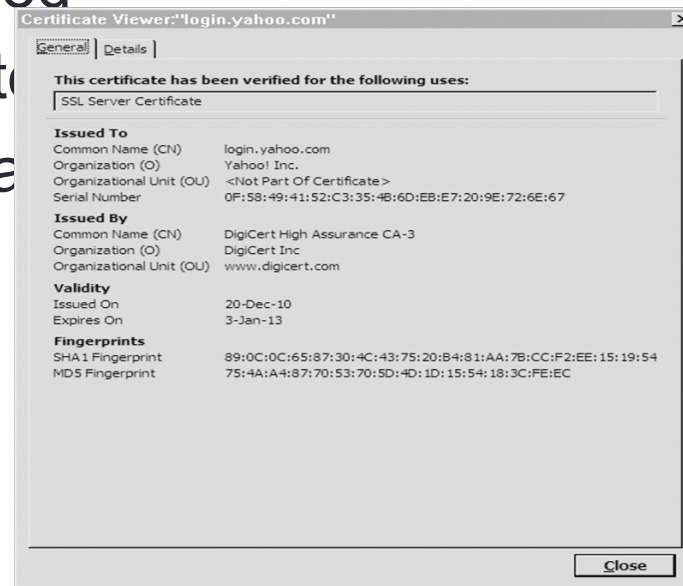 Certificate Viewer:"login.yahoo.com"
General Details
This certificate has been verified for the following uses:
SSL Server Certificate
Issued To
Common Name (CN) login.yahoo.com
Organization (O) Yahoo! Inc.
Organizational Unit (OU) <Not Part Of Certificate>
Serial Number 0F:58:49:41:52:C3:35:4B:6D:EB:E7:20:9E:72:6E:67
Issued By
Common Name (CN) DigiCert High Assurance CA-3
Organization (O) DigiCert Inc
Organizational Unit (OU) www.digicert.com
Validity
Issued On 20-Dec-10
Expires On 3-Jan-13
Fingerprints
SHA1 Fingerprint 89:0C:0C:65:87:30:4C:43:75:20:B4:81:AA:7B:CC:F2:EE:15:19:54
MD5 Fingerprint 75:4A:A4:87:70:53:70:5D:4D:1D:15:54:18:3C:FE:EC
Close